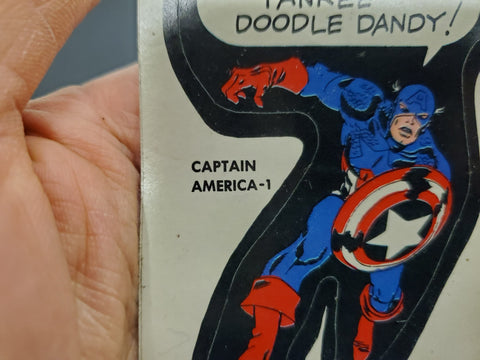 YANKEE
DOODLE DANDY!
CAPTAIN
AMERICA-1